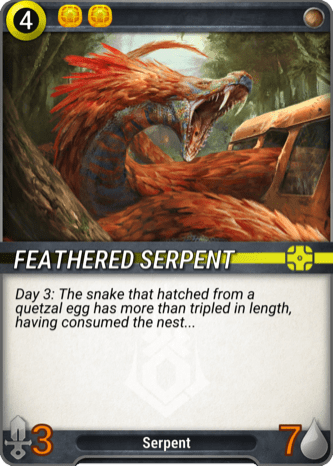 4
FEATHERED SERPENT
Day 3: The snake that hatched from a
quetzal egg has more than tripled in length,
having consumed the nest...
3
Serpent
7